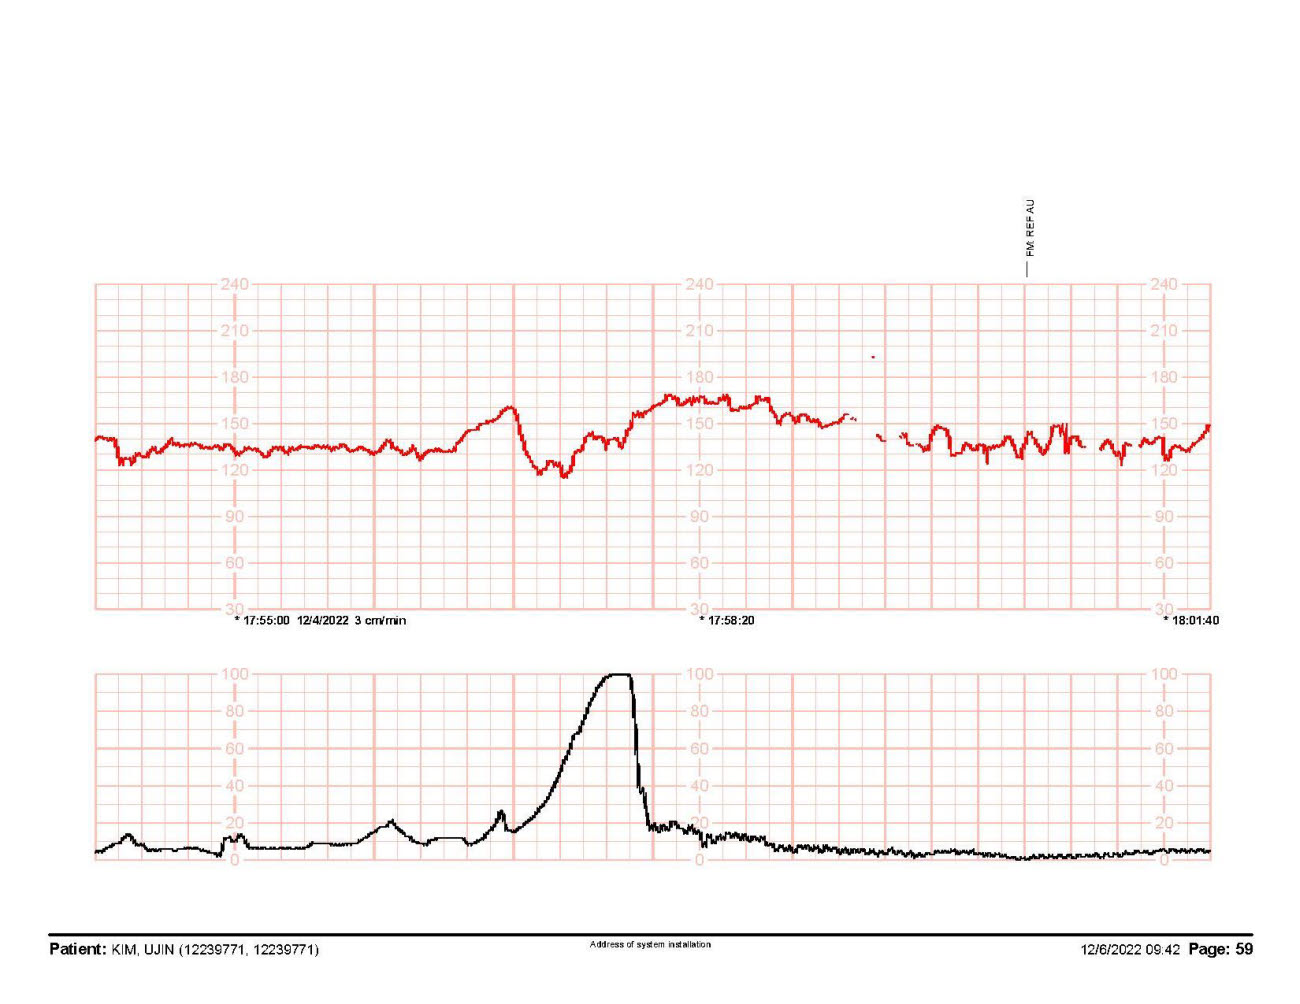 FM: REF AU
240 240 240
210 210 210
180 180 180
150 150 150
120 120 120
90 90 90
60 60 60
30 30 30
* 17:55:00 12/4/2022 3 cm/min * 17:58:20 * 18:01:40
100 100 100
80 80 80
60 60 60
40 40 40
20 20 20
0 0 0
Patient: KIM, UJIN (12239771, 12239771) Address of system installation 12/6/2022 09:42 Page: 59